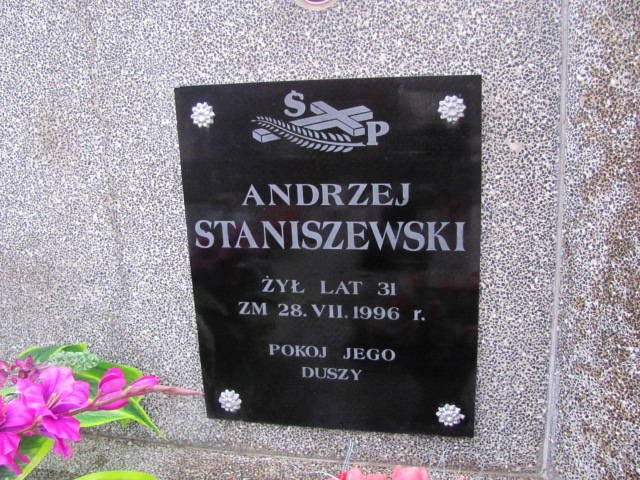 Ś P
ANDRZEJ
STANISZEWSKI
ŻYŁ LAT 31
ZM 28.VII.1996 r.
POKOJ JEGO
DUSZY